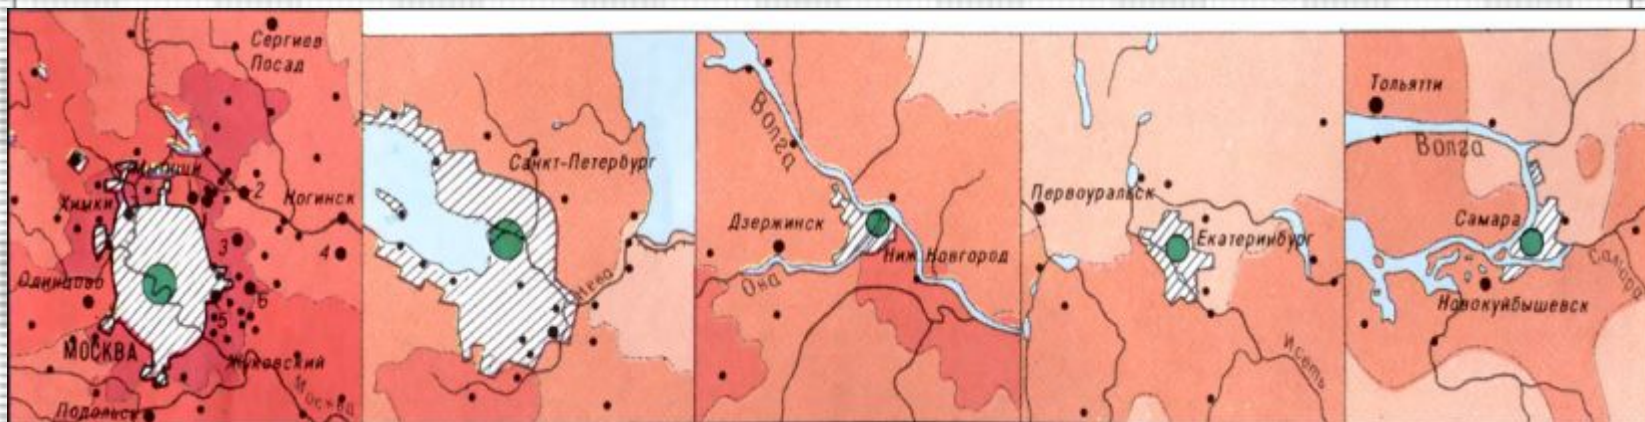 Сергиев
Посад
Мытищи
Химки
2
Ногинск
3
4
Одинцово
6
5
МОСКВА
Жуковский
Москва
Подольск
Санкт-Петербург
Нева
Волга
Дзержинск
Ниж. Новгород
Ока
Первоуральск
Екатеринбург
Исеть
Тольятти
Волга
Самара
Самара
Новокуйбышевск